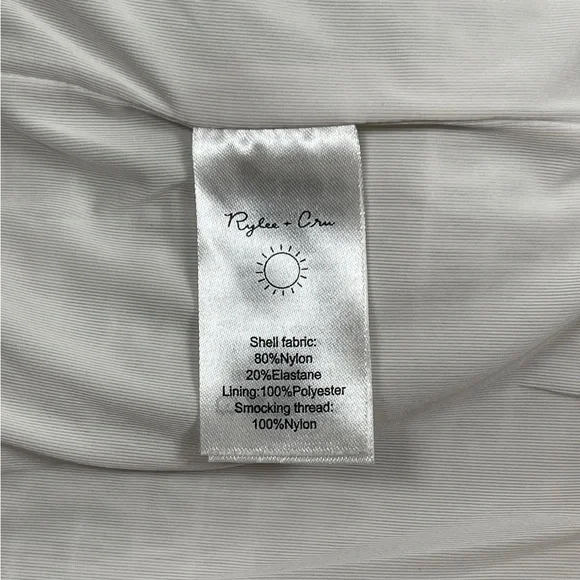 Rylee + Cru
Shell fabric:
80%Nylon
20%Elastane
Lining:100%Polyester
Smocking thread:
100%Nylon